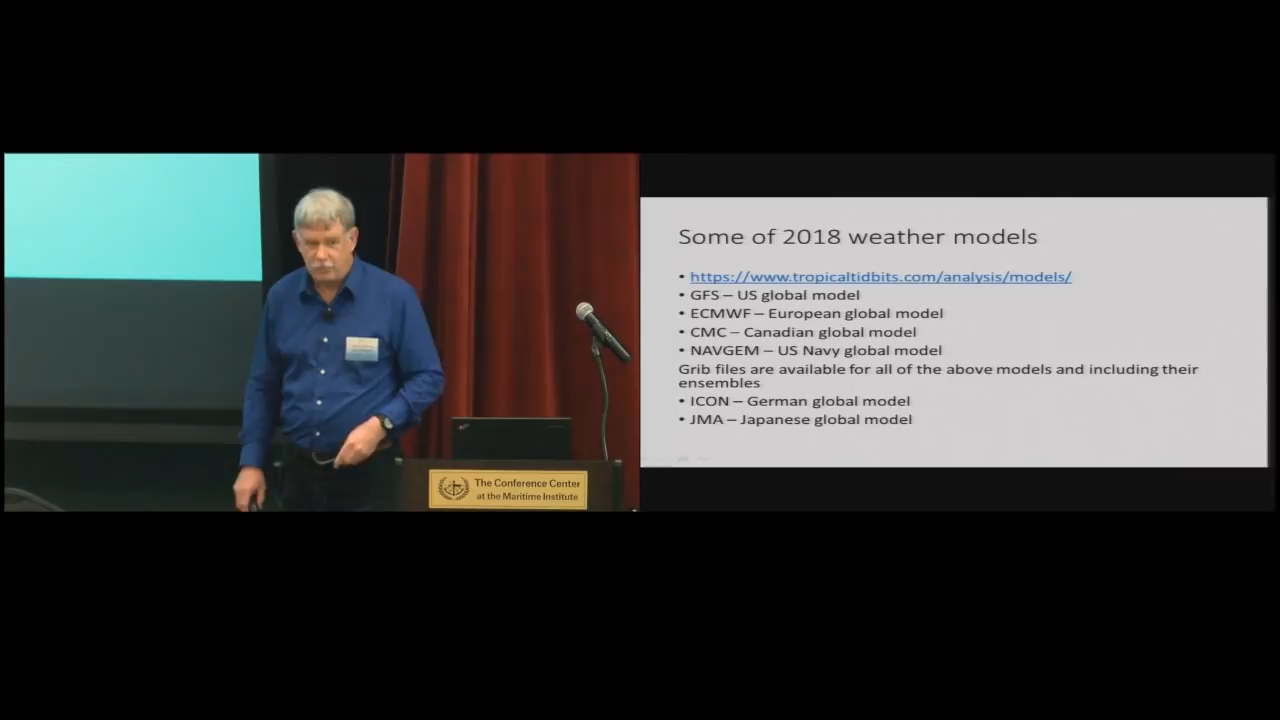 Some of 2018 weather models
• https://www.tropicaltidbits.com/analysis/models/
• GFS – US global model
• ECMWF – European global model
• CMC – Canadian global model
• NAVGEM – US Navy global model
Grib files are available for all of the above models and including their
ensembles
• ICON – German global model
• JMA – Japanese global model
The Conference Center
at the Maritime Institute